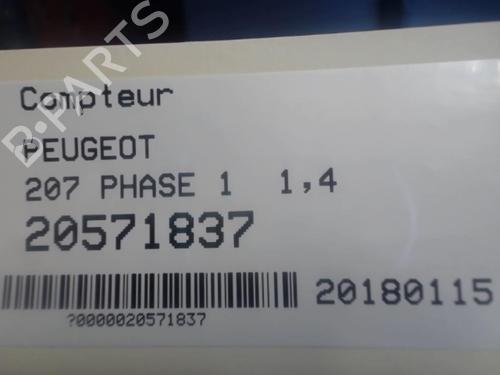 Compteur
PEUGEOT
207 PHASE 1 1,4
20571837
20180115
?0000020571837
B-PARTS